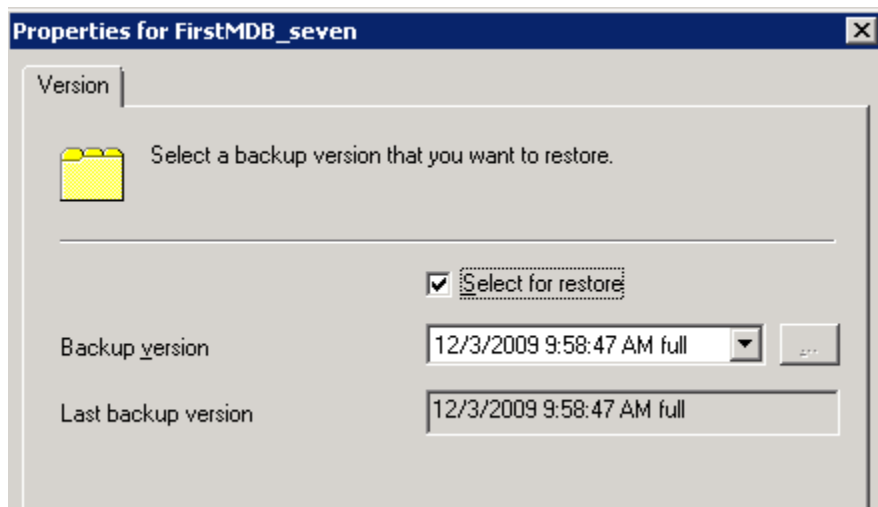 Properties for FirstMDB_seven
Version
Select a backup version that you want to restore.
Select for restore
Backup version
12/3/2009 9:58:47 AM full
...
Last backup version
12/3/2009 9:58:47 AM full